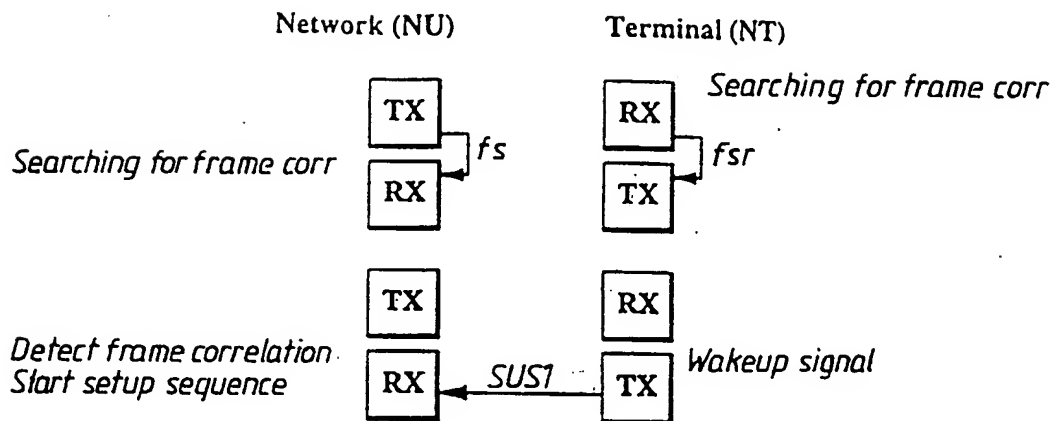 Network (NU) Terminal (NT)
Searching for frame corr
TX RX
fs fsr
Searching for frame corr
RX TX
TX RX
Detect frame correlation
Wakeup signal
Start setup sequence
RX SUS1 TX